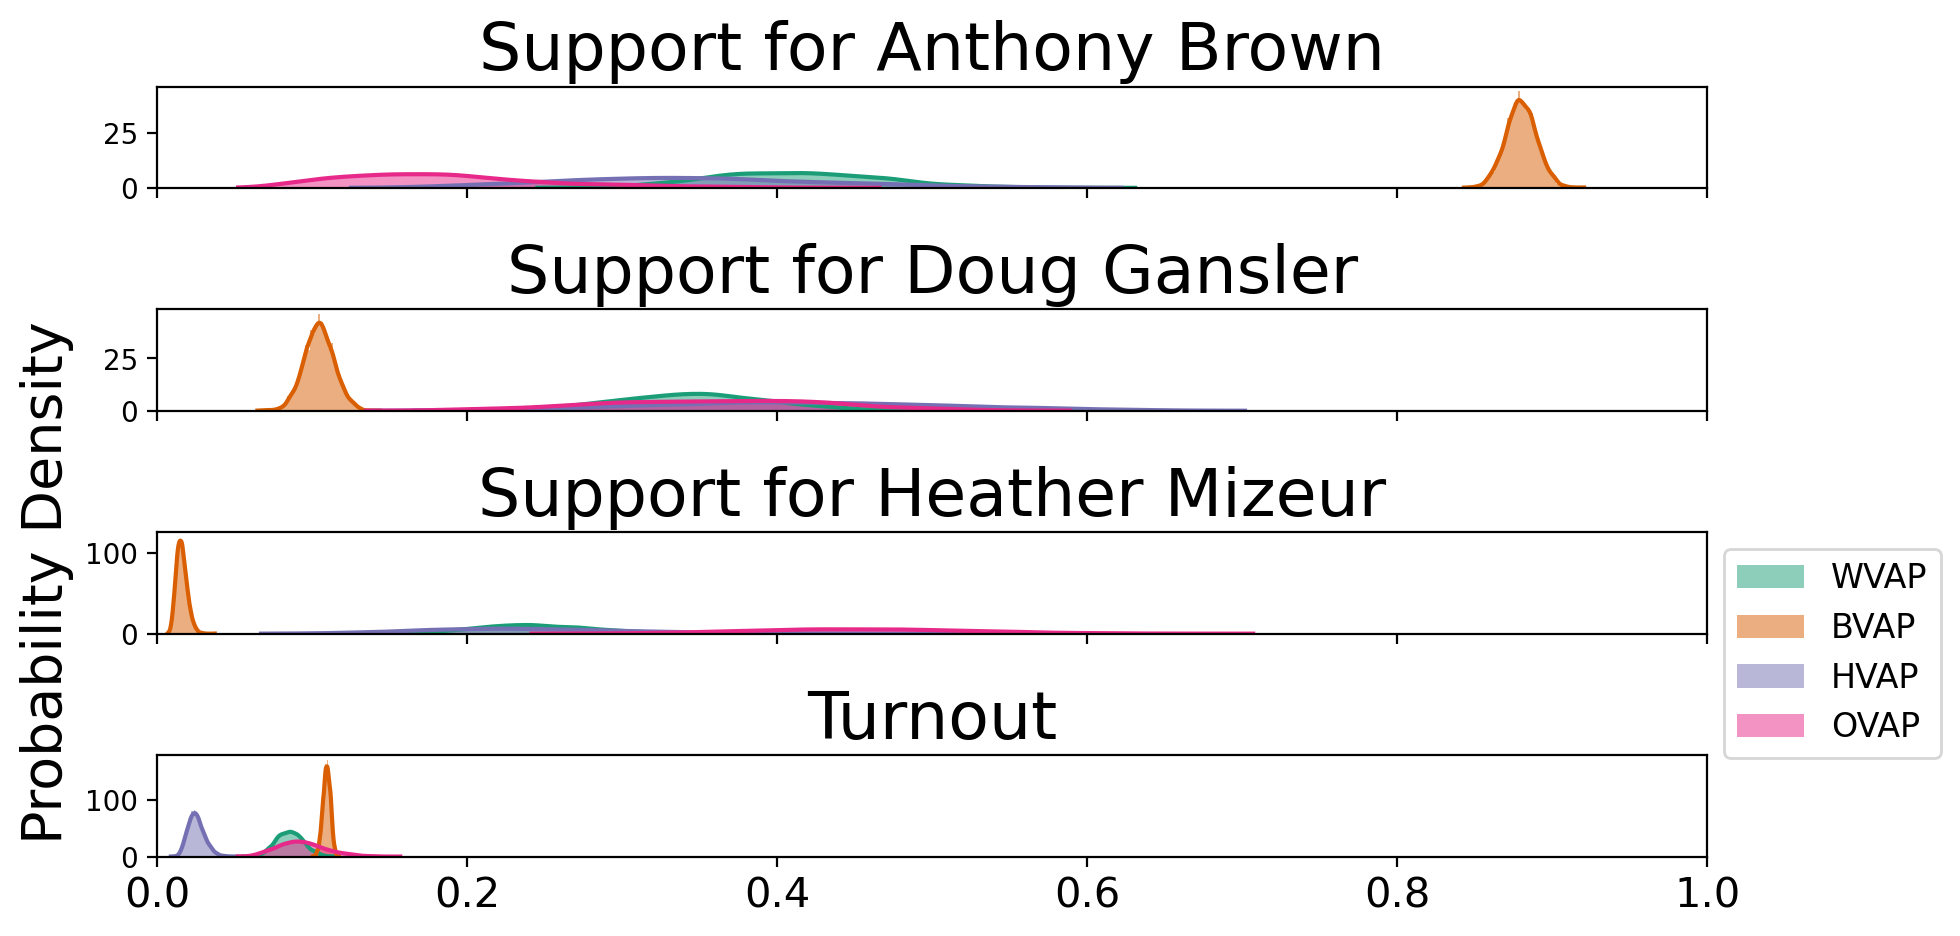 Support for Anthony Brown
25
0
Support for Doug Gansler
25
0
Support for Heather Mizeur
100
0
Turnout
100
0
0.0 0.2 0.4 0.6 0.8 1.0
Probability Density
WVAP
BVAP
HVAP
OVAP